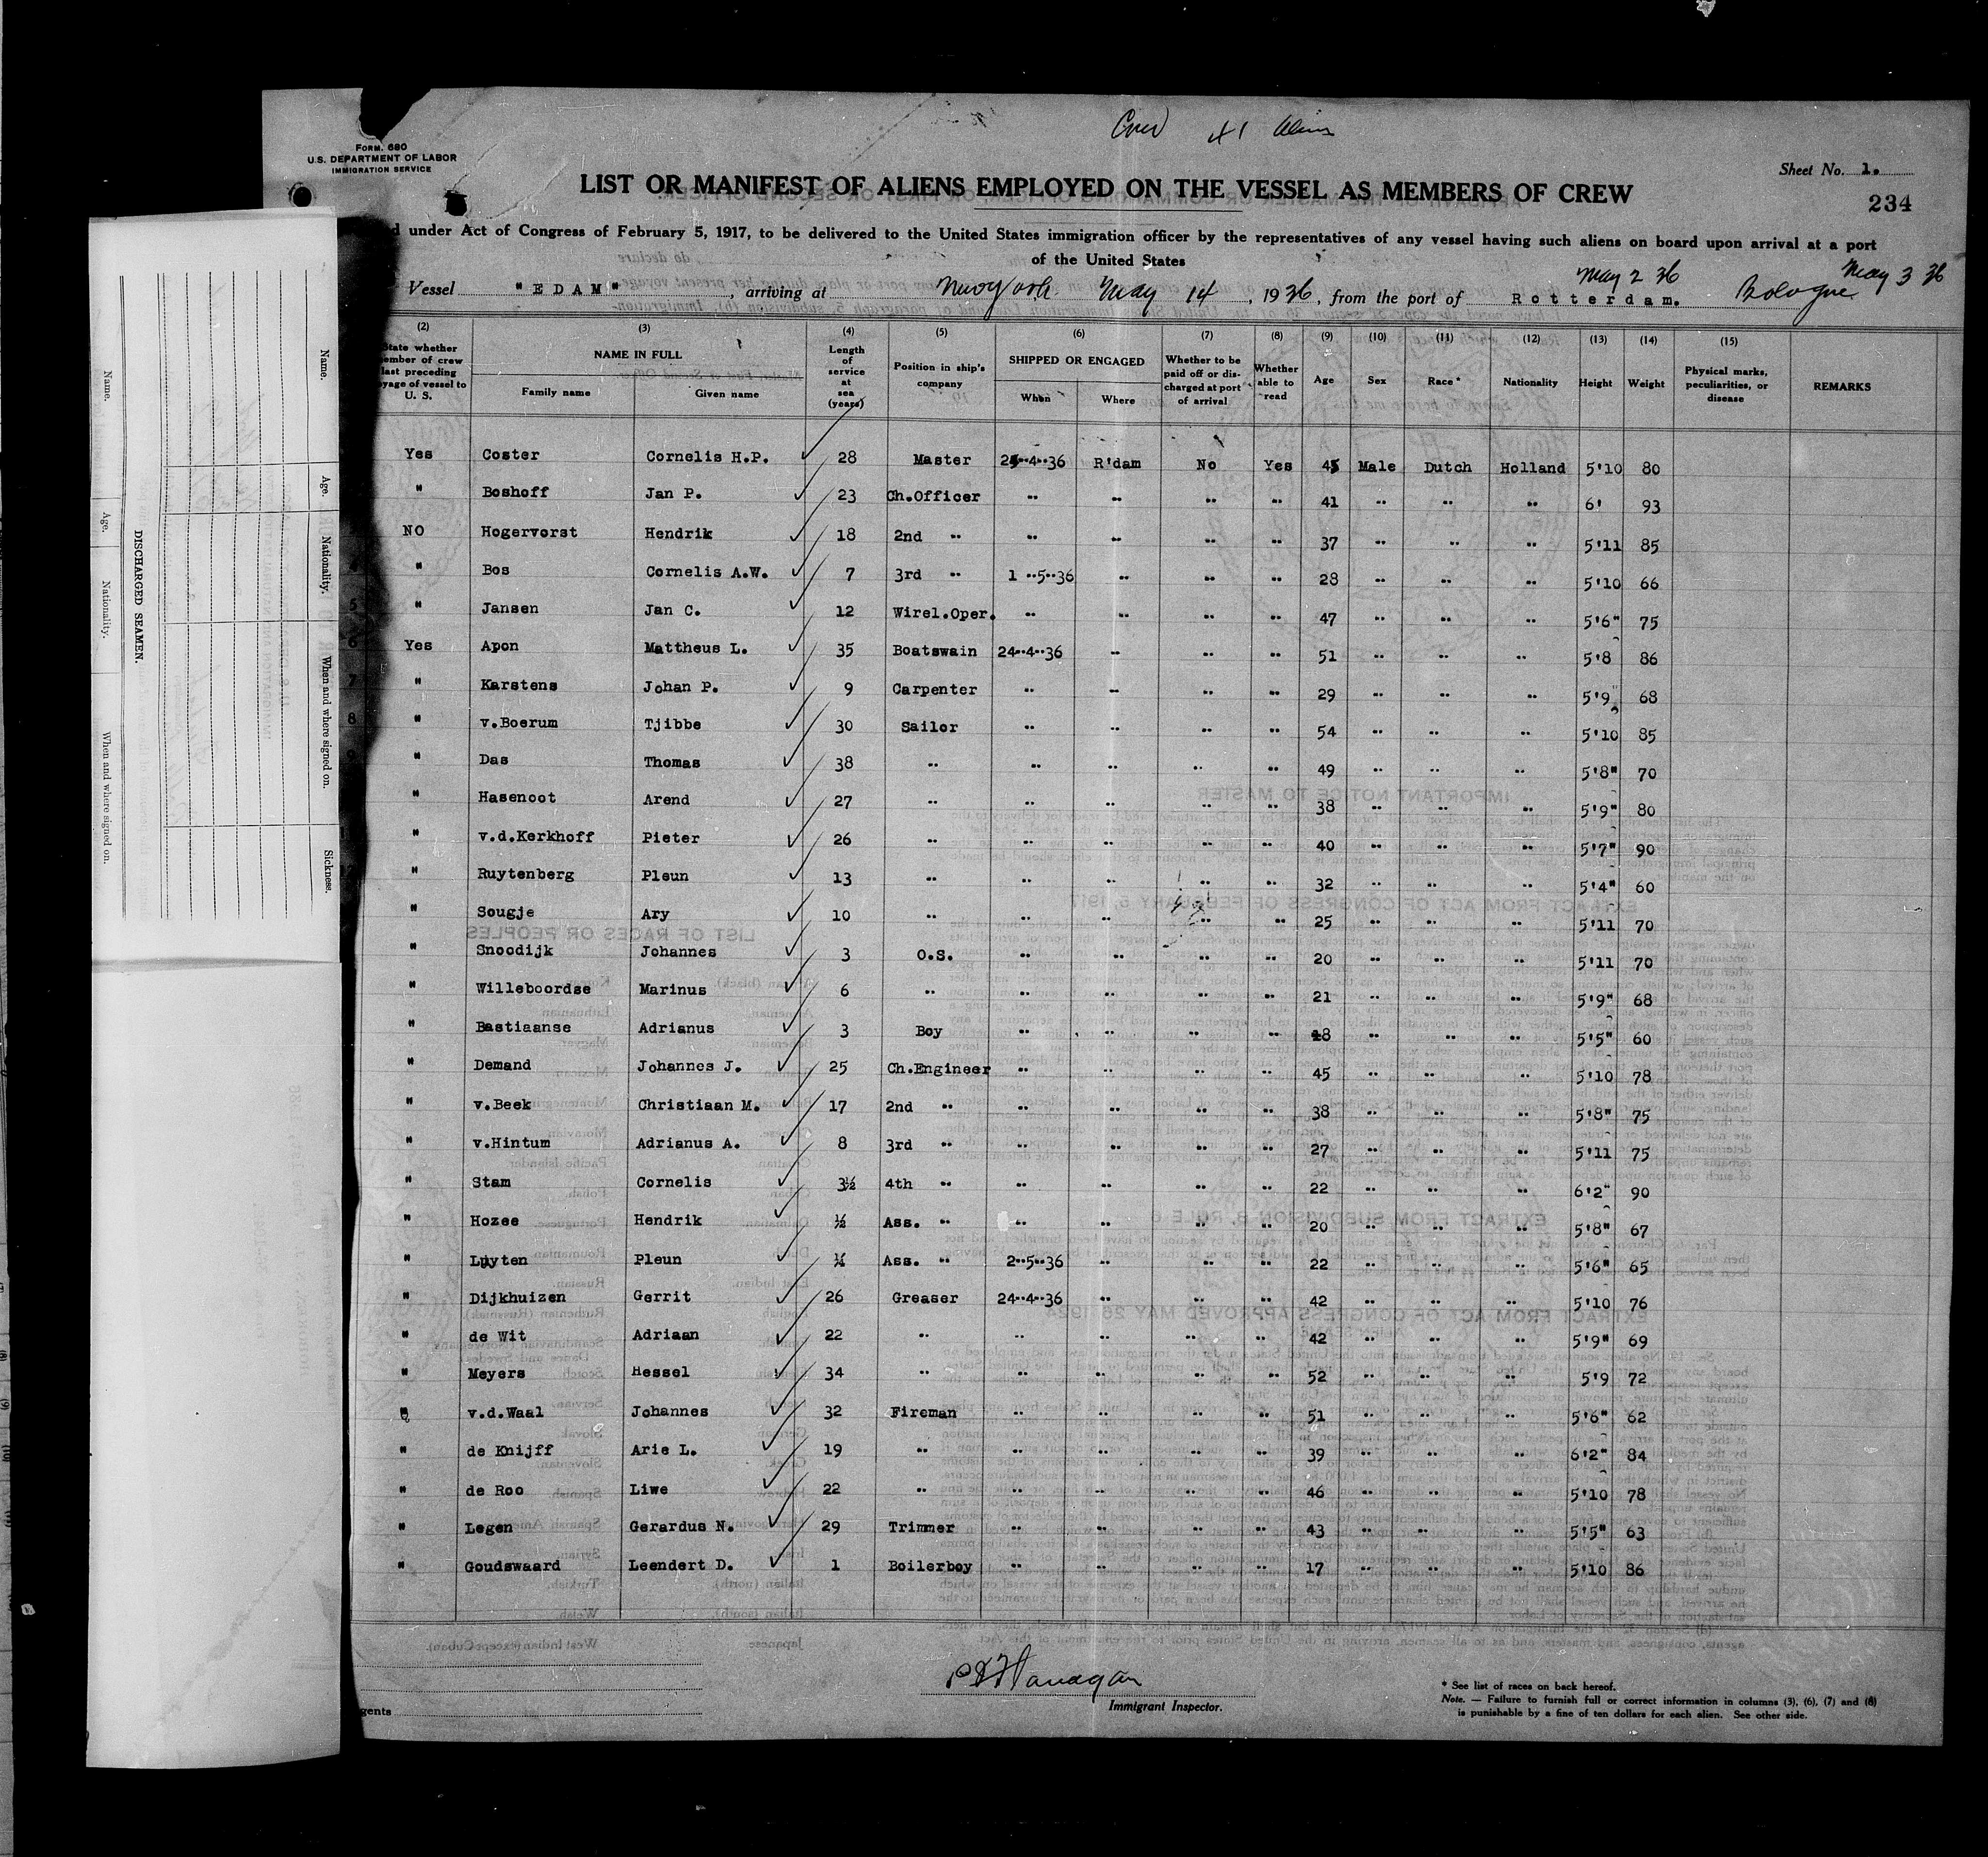 Crew 41 Aliens
FORM. 680
U.S. DEPARTMENT OF LABOR
IMMIGRATION SERVICE
Sheet No. 1.
234
LIST OR MANIFEST OF ALIENS EMPLOYED ON THE VESSEL AS MEMBERS OF CREW
under Act of Congress of February 5, 1917, to be delivered to the United States immigration officer by the representatives of any vessel having such aliens on board upon arrival at a port
of the United States
May 2 36 May 3 36
Vessel "EDAM", arriving at New York May 14, 1936, from the port of Rotterdam. Bologne
(2) (3) (4) (5) (6) (7) (8) (9) (10) (11) (12) (13) (14) (15)
State whether member of crew last preceding voyage of vessel to U. S. NAME IN FULL Family name Given name Length of service at sea (years) Position in ship's company SHIPPED OR ENGAGED When Where Whether to be paid off or discharged at port of arrival Whether able to read Age Sex Race* Nationality Height Weight Physical marks, peculiarities, or disease REMARKS
Yes Coster Cornelis H.P. 28 Master 4-36 R'dam No Yes 45 Male Dutch Holland 5'10 80
" Boshoff Jan P. 23 Ch.Officer " " " " 41 " " " 6' 93
NO Hogervorst Hendrik 18 2nd " " " " " 37 " " " 5'11 85
4 " Bos Cornelis A.W. 7 3rd " 1 "5"36 " " " 28 " " " 5'10 66
5 " Jansen Jan C. 12 Wirel.Oper. " " " " 47 " " " 5'6" 75
6 Yes Apon Mattheus L. 35 Boatswain 24"4"36 " " " 51 " " " 5'8 86
7 " Karstens Johan P. 9 Carpenter " " " " 29 " " " 5'9" 68
8 " v.Boerum Tjibbe 30 Sailor " " " " 54 " " " 5'10 85
9 " Das Thomas 38 " " " " " 49 " " " 5'8" 70
" Hasenoot Arend 27 " " " " " 38 " " " 5'9" 80
" v.d.Kerkhoff Pieter 26 " " " " " 40 " " " 5'7" 90
" Ruytenberg Pleun 13 " " " " " 32 " " " 5'4" 60
" Sougje Ary 10 " " " " " 25 " " " 5'11 70
" Snoodijk Johannes 3 O.S. " " " " 20 " " " 5'11 70
" Willeboordse Marinus 6 " " " " " 21 " " " 5'9" 68
" Bastiaanse Adrianus 3 Boy " " " " 18 " " " 5'5" 60
" Demand Johannes J. 25 Ch.Engineer " " " " 45 " " " 5'10 78
" v.Beek Christiaan M. 17 2nd " " " " " 38 " " " 5'8" 75
" v.Hintum Adrianus A. 8 3rd " " " " " 27 " " " 5'11 75
" Stam Cornelis 3½ 4th " " " " " 22 " " " 6'2" 90
" Hozee Hendrik ½ Ass. " " " " " 20 " " " 5'8" 67
" Luyten Pleun Ass. " 2"5"36 " " " 22 " " " 5'6" 65
" Dijkhuizen Gerrit 26 Greaser 24"4"36 " " " 42 " " " 5'10 76
" de Wit Adriaan 22 " " " " " 42 " " " 5'9" 69
" Meyers Hessel 34 " " " " " 52 " " " 5'9 72
" v.d.Waal Johannes 32 Fireman " " " " 51 " " " 5'6" 62
" de Knijff Arie L. 19 " " " " " 39 " " " 6'2" 84
" de Roo Liwe 22 " " " " " 46 " " " 5'10 78
" Legen Gerardus N. 29 Trimmer " " " " 43 " " " 5'5" 63
" Goudswaard Leendert D. 1 Boilerboy " " " " 17 " " " 5'10 86
Immigrant Inspector.
* See list of races on back hereof.
Note. — Failure to furnish full or correct information in columns (3), (6), (7) and (8)
is punishable by a fine of ten dollars for each alien. See other side.
DISCHARGED SEAMEN.
Name. Age. Nationality. When and where signed on. Sickness.
Name. Age. Nationality. When and where signed on.